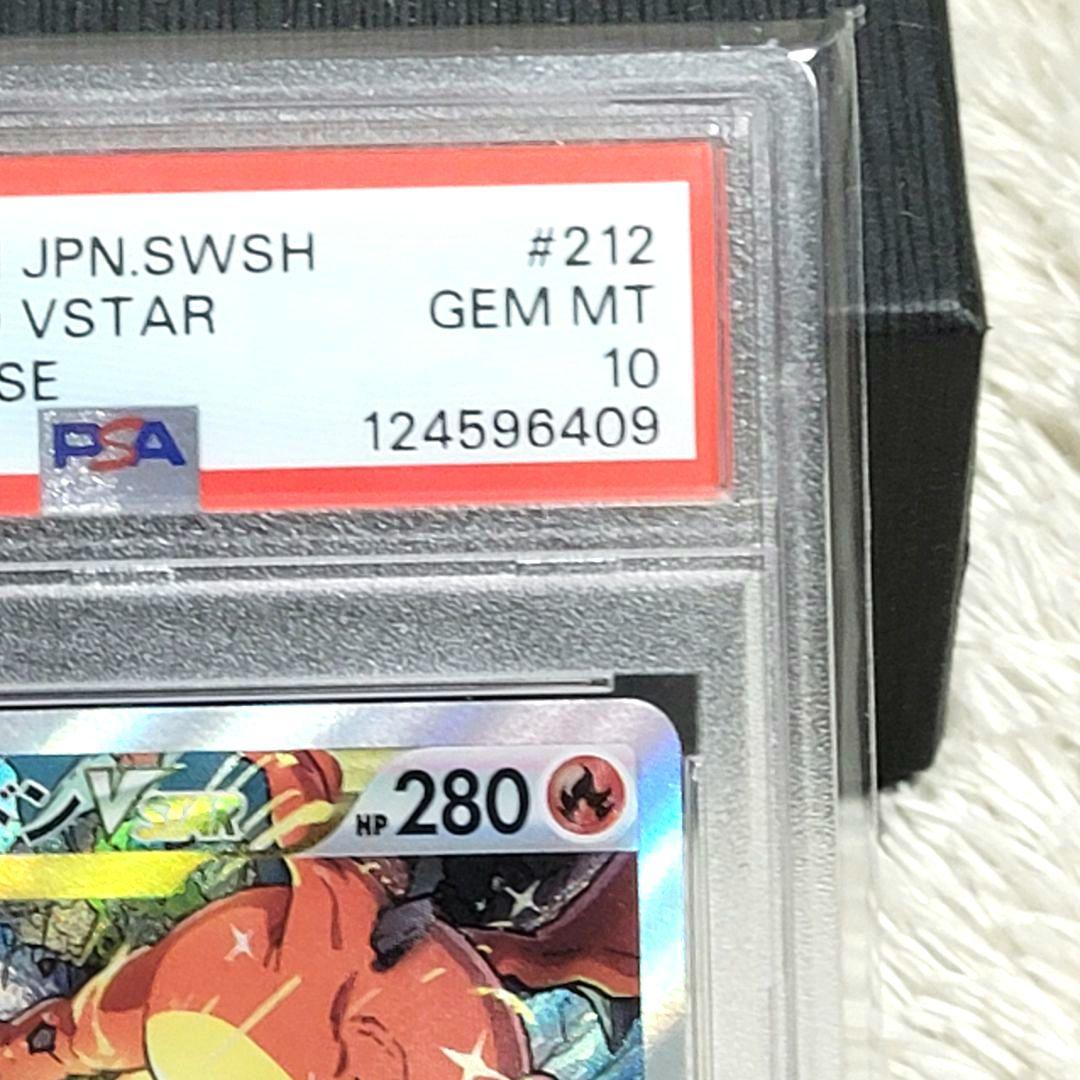 JPN.SWSH #212
VSTAR GEM MT
SE 10
PSA 124596409
VSTAR HP 280